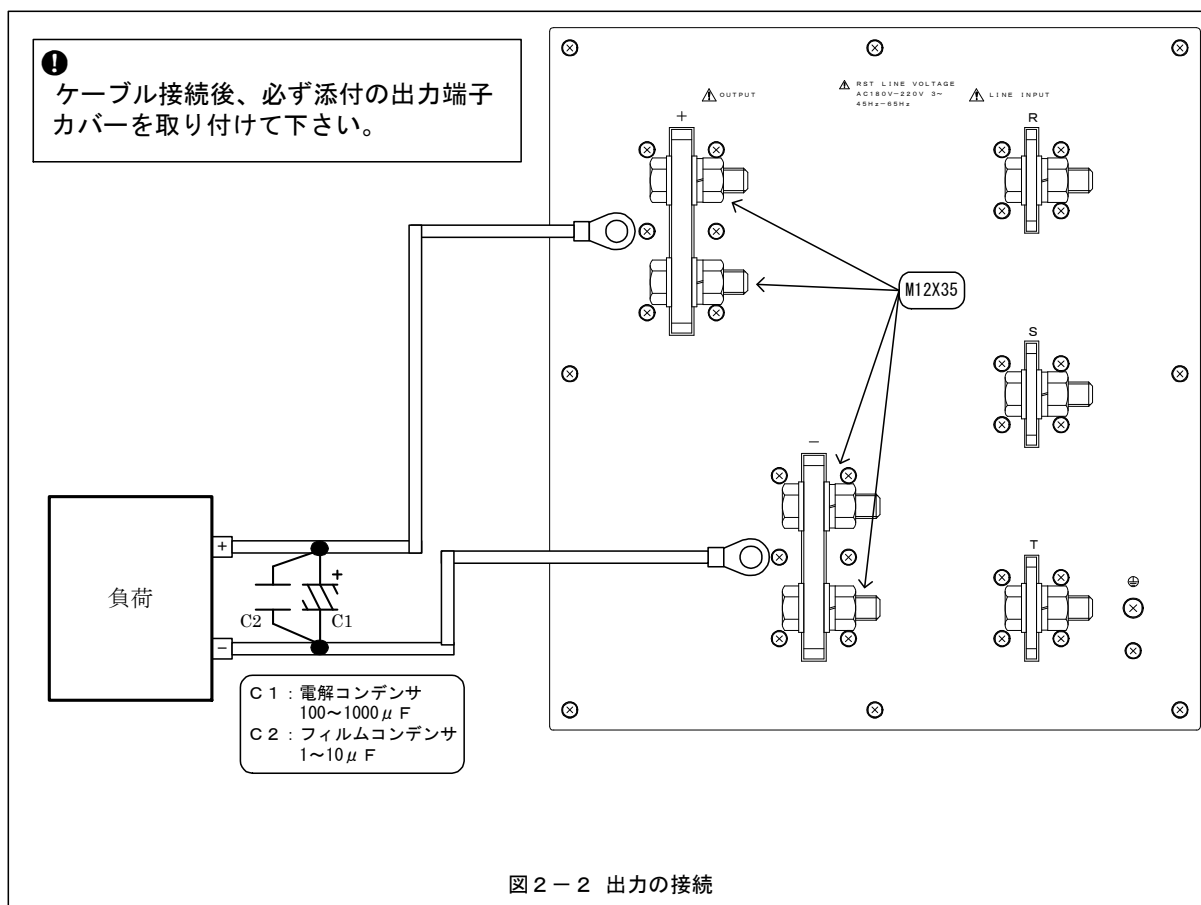 ケーブル接続後、必ず添付の出力端子
カバーを取り付けて下さい。
OUTPUT
RST LINE VOLTAGE
AC180V-220V 3~
45Hz-65Hz
LINE INPUT
+
R
M12X35
S
-
T
+
負荷
-
+
C2
C1
C1:電解コンデンサ
100~1000μF
C2:フィルムコンデンサ
1~10μF
図2-2 出力の接続